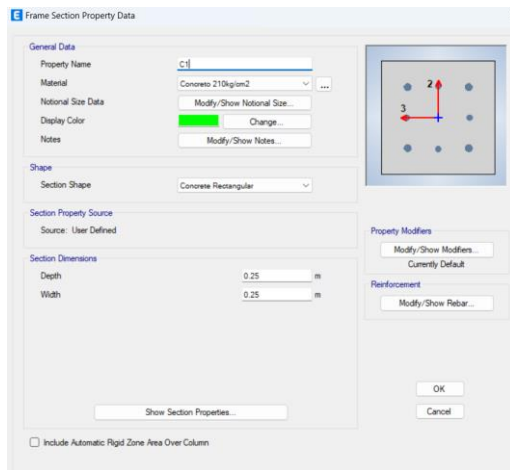 E Frame Section Property Data
General Data
Property Name C1
Material Concreto 210kg/cm2 ...
Notional Size Data Modify/Show Notional Size...
Display Color Change...
Notes Modify/Show Notes...
Shape
Section Shape Concrete Rectangular
Section Property Source
Source: User Defined
Section Dimensions
Depth 0.25 m
Width 0.25 m
Show Section Properties...
Include Automatic Rigid Zone Area Over Column
2
3
Property Modifiers
Modify/Show Modifiers...
Currently Default
Reinforcement
Modify/Show Rebar...
OK
Cancel